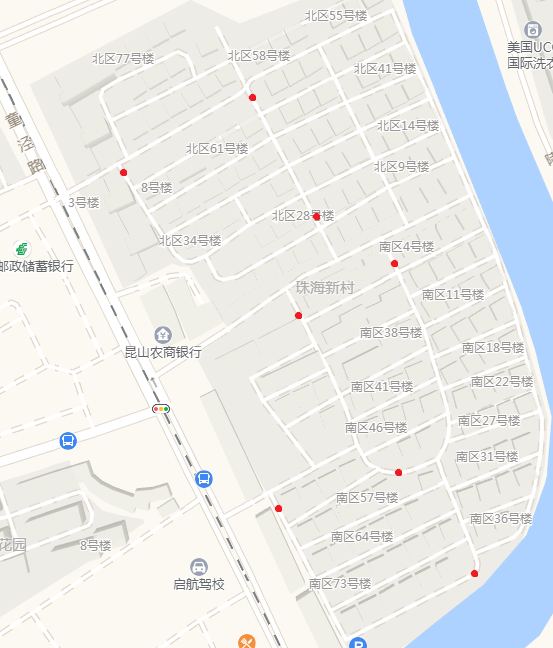 北区55号楼
美国UC
国际洗衣
北区77号楼
北区58号楼
北区41号楼
童泾路
北区14号楼
北区61号楼
北区9号楼
8号楼
3号楼
北区28号楼
北区34号楼
南区4号楼
邮政储蓄银行
珠海新村
南区11号楼
昆山农商银行
南区38号楼
南区18号楼
南区41号楼
南区22号楼
南区46号楼
南区27号楼
南区31号楼
南区57号楼
南区36号楼
南区64号楼
花园
8号楼
启航驾校
南区73号楼
P